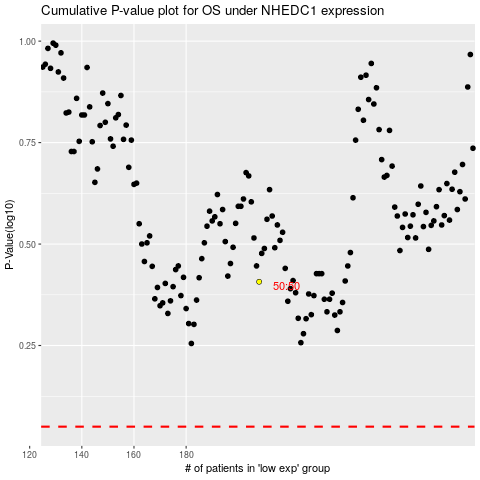 Cumulative P-value plot for OS under NHEDC1 expression
P-Value(log10)
1.00
0.75
0.50
0.25
50:50
120 140 160 180
# of patients in 'low exp' group